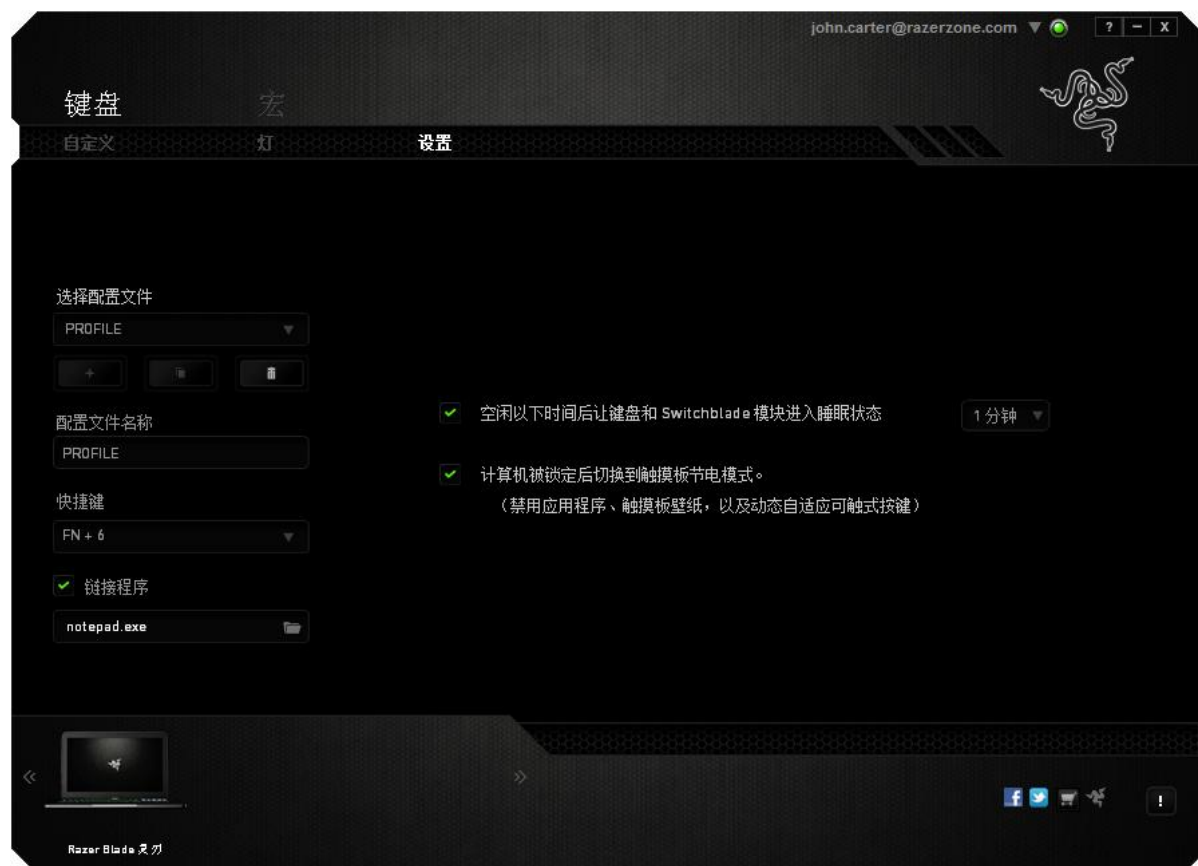 john.carter@razerzone.com
? – X
键盘 宏
自定义 灯 设置
选择配置文件
PROFILE
配置文件名称
PROFILE
快捷键
FN + 6
链接程序
notepad.exe
空闲以下时间后让键盘和 Switchblade 模块进入睡眠状态 1 分钟
计算机被锁定后切换到触摸板节电模式。
（禁用应用程序、触摸板壁纸，以及动态自适应可触式按键）
Razer Blade 灵刃
!